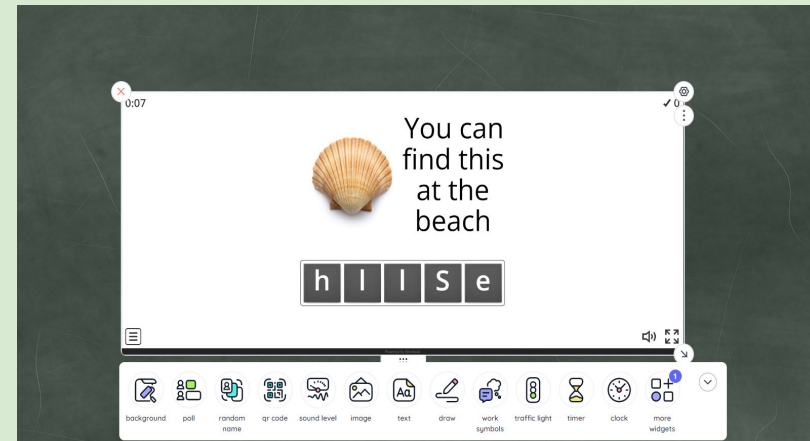 0:07
✓ 0
You can
find this
at the
beach
h l l S e
background
poll
random
name
qr code
sound level
image
Aa
text
draw
work
symbols
traffic light
timer
clock
1
more
widgets